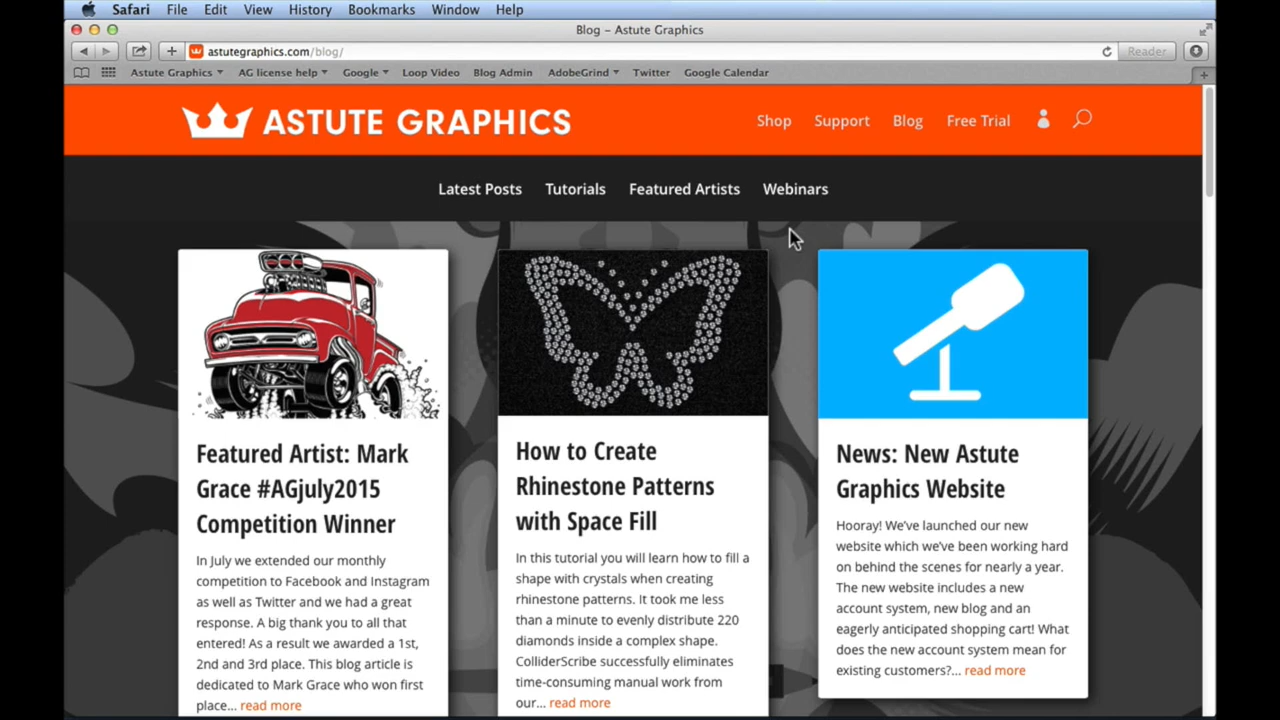 Safari File Edit View History Bookmarks Window Help
Blog – Astute Graphics
astutegraphics.com/blog/
Reader
Astute Graphics AG license help Google Loop Video Blog Admin AdobeGrind Twitter Google Calendar
ASTUTE GRAPHICS
Shop Support Blog Free Trial
Latest Posts Tutorials Featured Artists Webinars
Featured Artist: Mark
Grace #AGjuly2015
Competition Winner
In July we extended our monthly
competition to Facebook and Instagram
as well as Twitter and we had a great
response. A big thank you to all that
entered! As a result we awarded a 1st,
2nd and 3rd place. This blog article is
dedicated to Mark Grace who won first
place... read more
How to Create
Rhinestone Patterns
with Space Fill
In this tutorial you will learn how to fill a
shape with crystals when creating
rhinestone patterns. It took me less
than a minute to evenly distribute 220
diamonds inside a complex shape.
ColliderScribe successfully eliminates
time-consuming manual work from
our... read more
News: New Astute
Graphics Website
Hooray! We've launched our new
website which we've been working hard
on behind the scenes for nearly a year.
The new website includes a new
account system, new blog and an
eagerly anticipated shopping cart! What
does the new account system mean for
existing customers?... read more